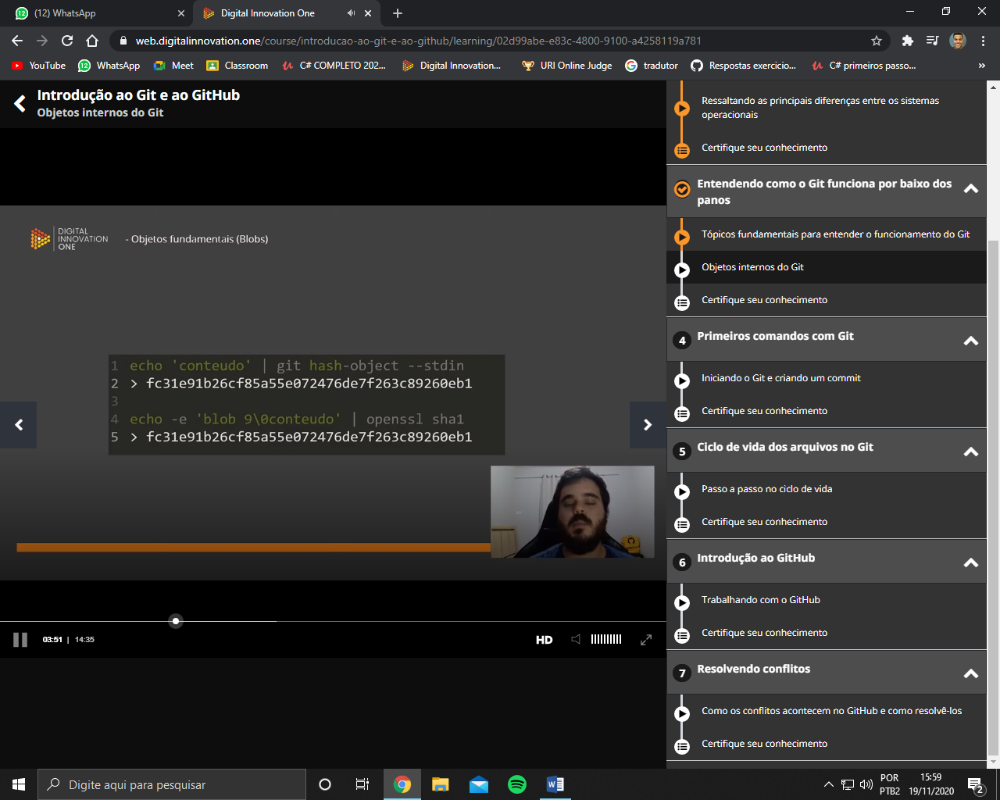 (12) WhatsApp
Digital Innovation One
web.digitalinnovation.one/course/introducao-ao-git-e-ao-github/learning/02d99abe-e83c-4800-9100-a4258119a781
YouTube
WhatsApp
Meet
Classroom
C# COMPLETO 202...
Digital Innovation...
URI Online Judge
tradutor
Respostas exercicio...
C# primeiros passo...
»
Introdução ao Git e ao GitHub
Objetos internos do Git
DIGITAL
INNOVATION
ONE
- Objetos fundamentais (Blobs)
1 echo 'conteudo' | git hash-object --stdin
2 > fc31e91b26cf85a55e072476de7f263c89260eb1
3
4 echo -e 'blob 9\0conteudo' | openssl sha1
5 > fc31e91b26cf85a55e072476de7f263c89260eb1
03:51 | 14:35
HD
Ressaltando as principais diferenças entre os sistemas
operacionais
Certifique seu conhecimento
Entendendo como o Git funciona por baixo dos
panos
Tópicos fundamentais para entender o funcionamento do Git
Objetos internos do Git
Certifique seu conhecimento
4 Primeiros comandos com Git
Iniciando o Git e criando um commit
Certifique seu conhecimento
5 Ciclo de vida dos arquivos no Git
Passo a passo no ciclo de vida
Certifique seu conhecimento
6 Introdução ao GitHub
Trabalhando com o GitHub
Certifique seu conhecimento
7 Resolvendo conflitos
Como os conflitos acontecem no GitHub e como resolvê-los
Certifique seu conhecimento
Digite aqui para pesquisar
POR
PTB2
15:59
19/11/2020
2